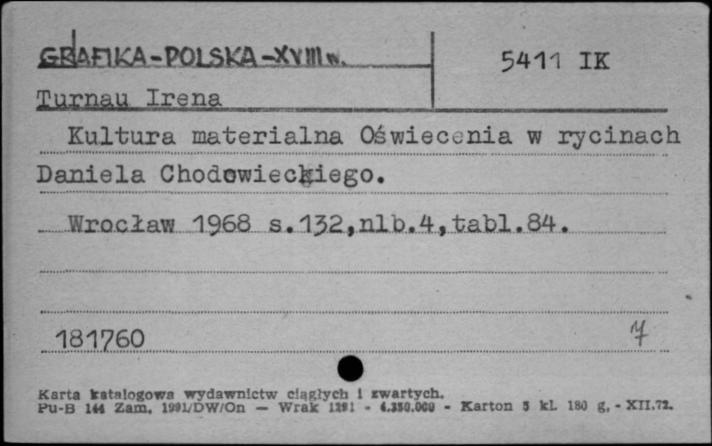 GRAFIKA-POLSKA-XVIII w.
5411 IK
Turnau Irena
Kultura materialna Oświecenia w rycinach
Daniela Chodowieckiego.
Wrocław 1968 s.132,nlb.4,tabl.84.
181760
Karta katalogowa wydawnictw ciągłych i zwartych.
Pu-B 144 Zam. 1991/DW/On — Wrak 1291 - 4.350.000 - Karton 5 kl. 180 g. - XII.72.